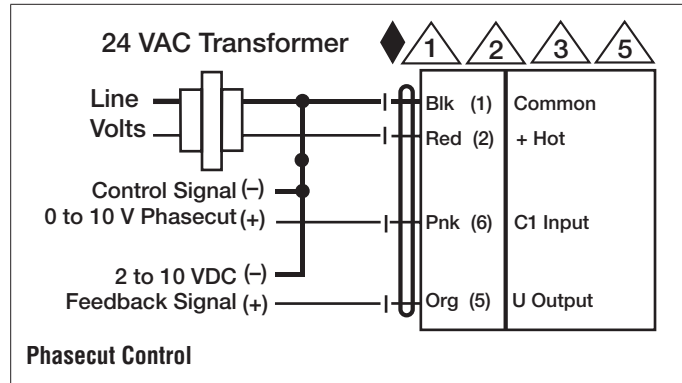 24 VAC Transformer
1 2 3 5
Line
Volts
Blk (1) Common
Red (2) + Hot
Control Signal (–)
0 to 10 V Phasecut (+)
Pnk (6) C1 Input
2 to 10 VDC (–)
Feedback Signal (+)
Org (5) U Output
Phasecut Control